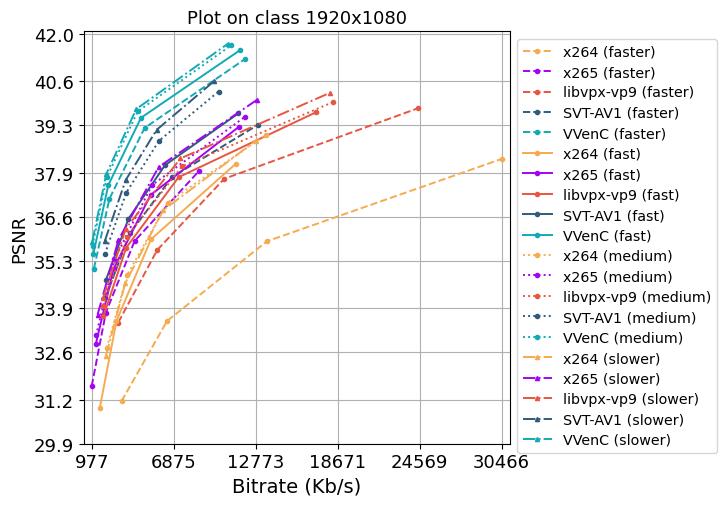 Plot on class 1920x1080
PSNR
42.0
40.6
39.3
37.9
36.6
35.3
33.9
32.6
31.2
29.9
977 6875 12773 18671 24569 30466
Bitrate (Kb/s)
x264 (faster)
x265 (faster)
libvpx-vp9 (faster)
SVT-AV1 (faster)
VVenC (faster)
x264 (fast)
x265 (fast)
libvpx-vp9 (fast)
SVT-AV1 (fast)
VVenC (fast)
x264 (medium)
x265 (medium)
libvpx-vp9 (medium)
SVT-AV1 (medium)
VVenC (medium)
x264 (slower)
x265 (slower)
libvpx-vp9 (slower)
SVT-AV1 (slower)
VVenC (slower)